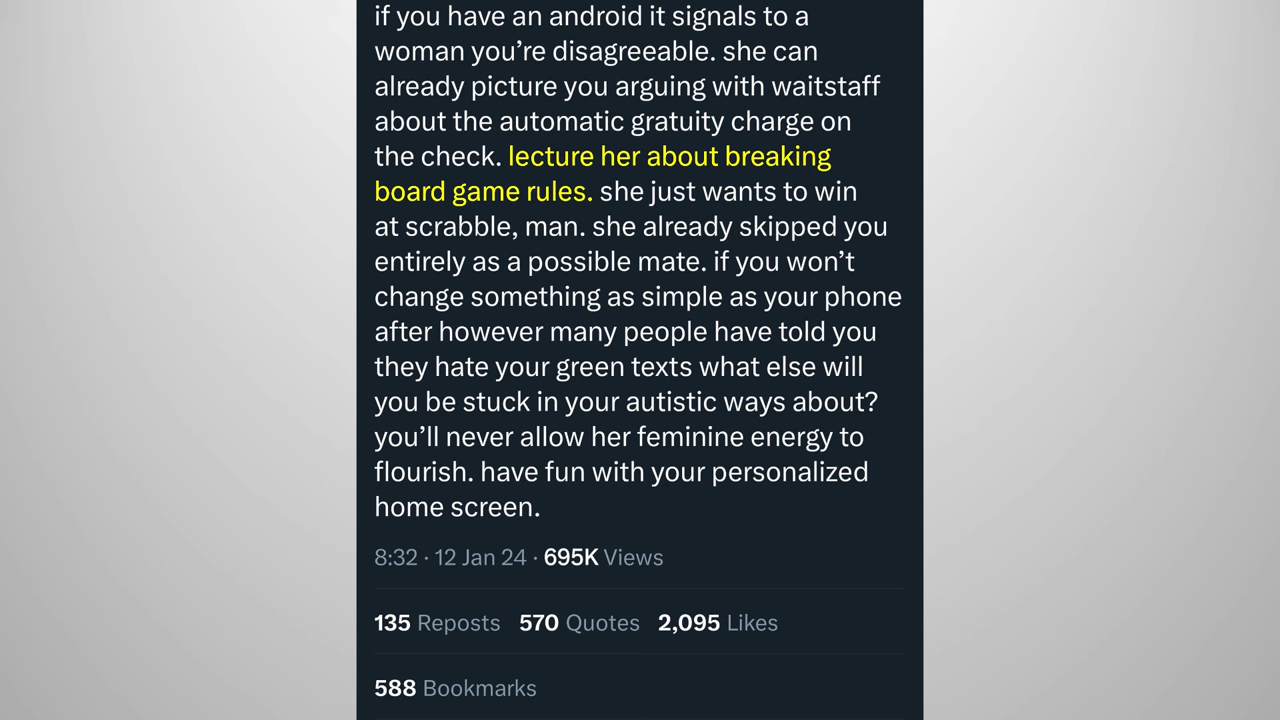 if you have an android it signals to a
woman you’re disagreeable. she can
already picture you arguing with waitstaff
about the automatic gratuity charge on
the check. lecture her about breaking
board game rules. she just wants to win
at scrabble, man. she already skipped you
entirely as a possible mate. if you won’t
change something as simple as your phone
after however many people have told you
they hate your green texts what else will
you be stuck in your autistic ways about?
you’ll never allow her feminine energy to
flourish. have fun with your personalized
home screen.
8:32 · 12 Jan 24 · 695K Views
135 Reposts 570 Quotes 2,095 Likes
588 Bookmarks